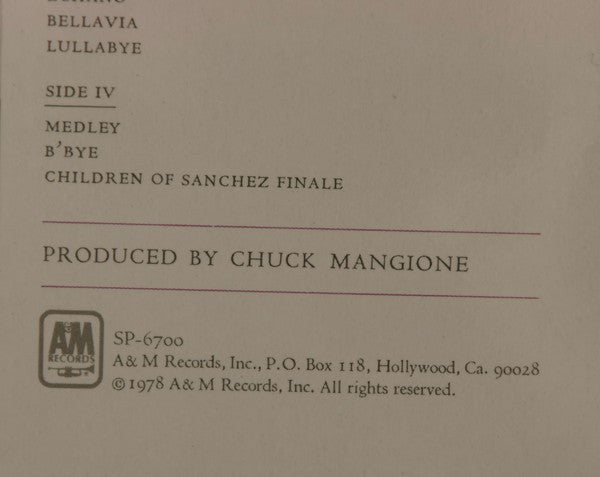 BELLAVIA
LULLABYE
SIDE IV
MEDLEY
B'BYE
CHILDREN OF SANCHEZ FINALE
PRODUCED BY CHUCK MANGIONE
A&M
RECORDS
SP-6700
A & M Records, Inc., P.O. Box 118, Hollywood, Ca. 90028
©1978 A & M Records, Inc. All rights reserved.